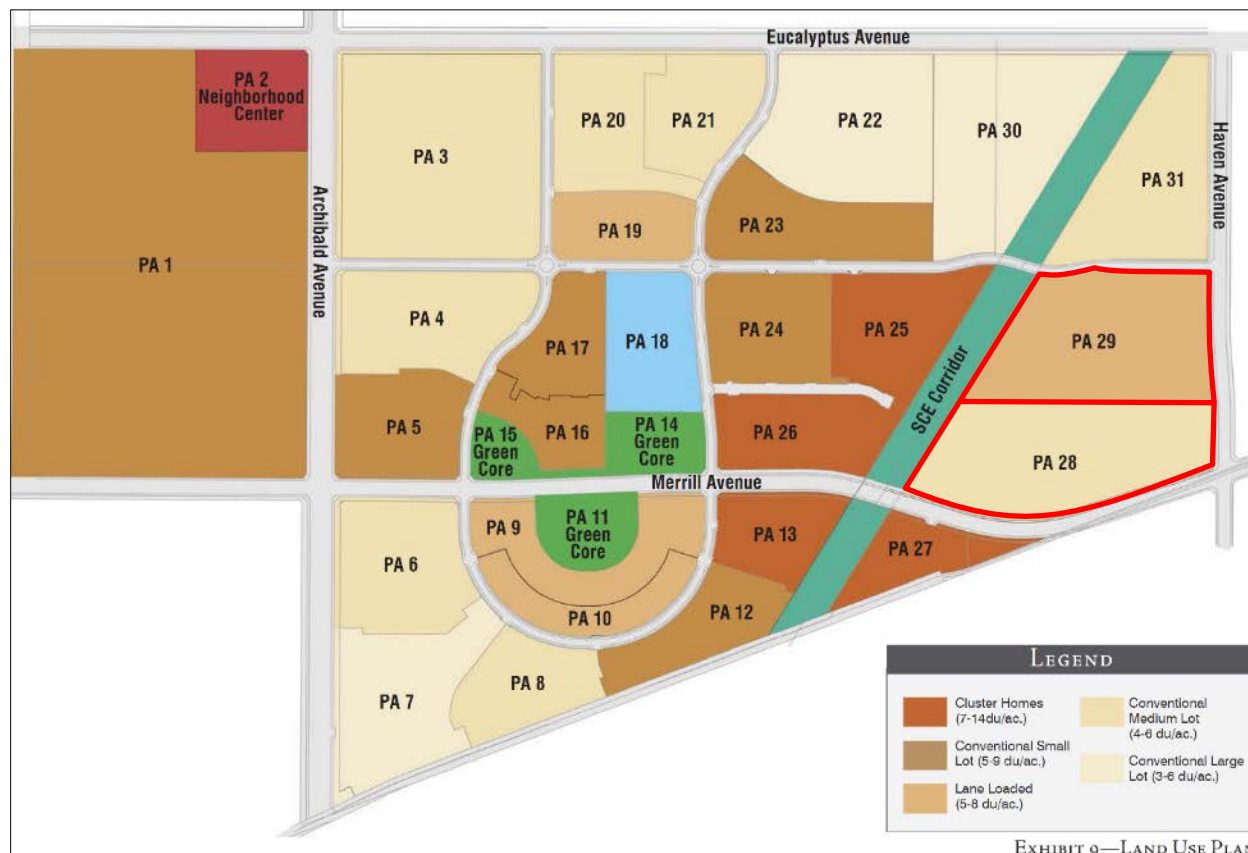 Eucalyptus Avenue
PA 2
Neighborhood
Center
PA 20
PA 21
PA 22
PA 30
PA 3
PA 31
Haven Avenue
Archibald Avenue
PA 19
PA 23
PA 1
PA 4
PA 17
PA 18
PA 24
PA 25
PA 29
SCE Corridor
PA 5
PA 15
Green
Core
PA 16
PA 14
Green
Core
PA 26
PA 28
Merrill Avenue
PA 9
PA 11
Green
Core
PA 13
PA 27
PA 6
PA 10
PA 12
PA 7
PA 8
LEGEND
Cluster Homes
(7-14du/ac.)
Conventional Small
Lot (5-9 du/ac.)
Lane Loaded
(5-8 du/ac.)
Conventional
Medium Lot
(4-6 du/ac.)
Conventional Large
Lot (3-6 du/ac.)
EXHIBIT 9—LAND USE PLAN